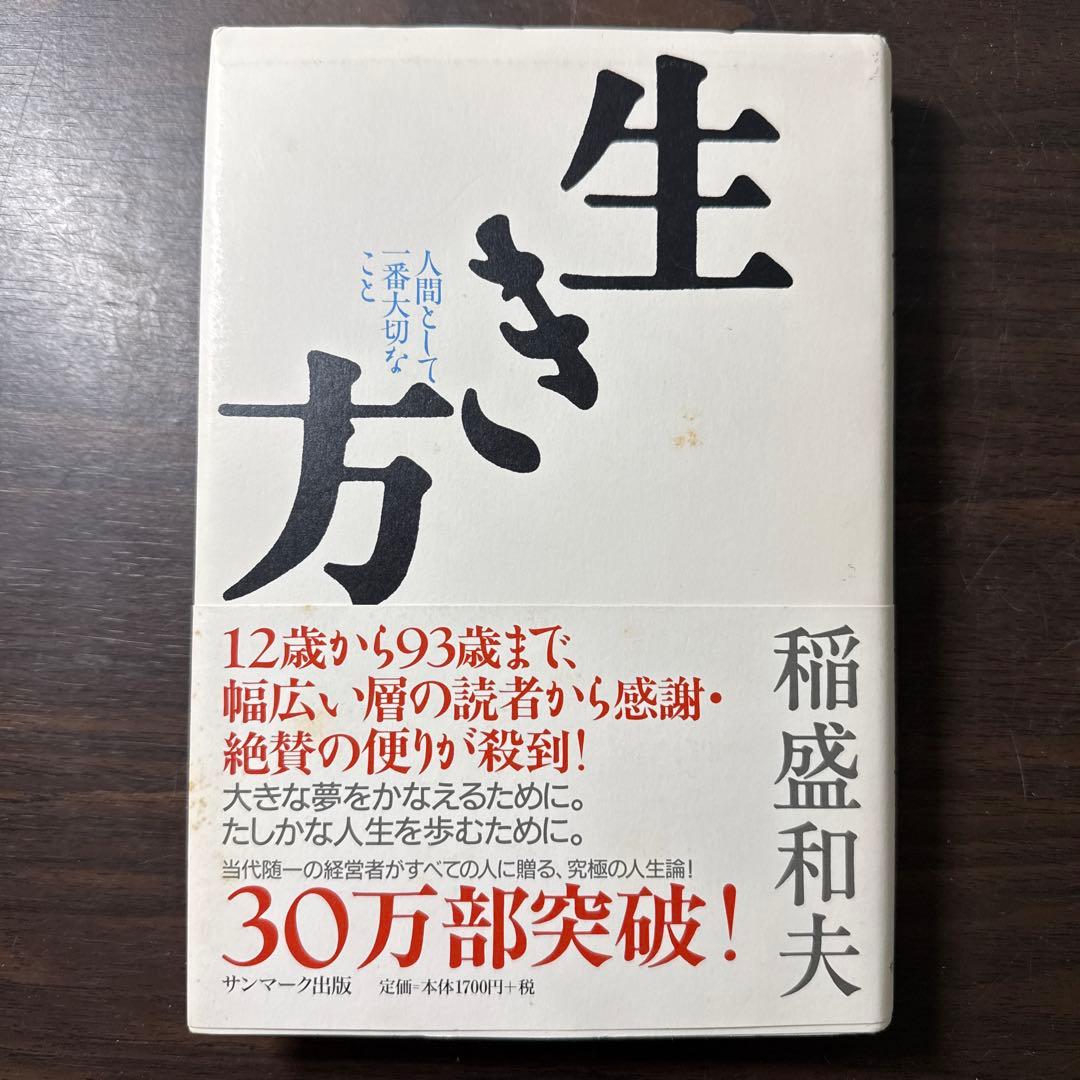 生き方
人間として
一番大切な
こと
稲盛和夫
12歳から93歳まで、
幅広い層の読者から感謝・
絶賛の便りが殺到!
大きな夢をかなえるために。
たしかな人生を歩むために。
当代随一の経営者がすべての人に贈る、究極の人生論!
30万部突破!
サンマーク出版 定価=本体1700円+税